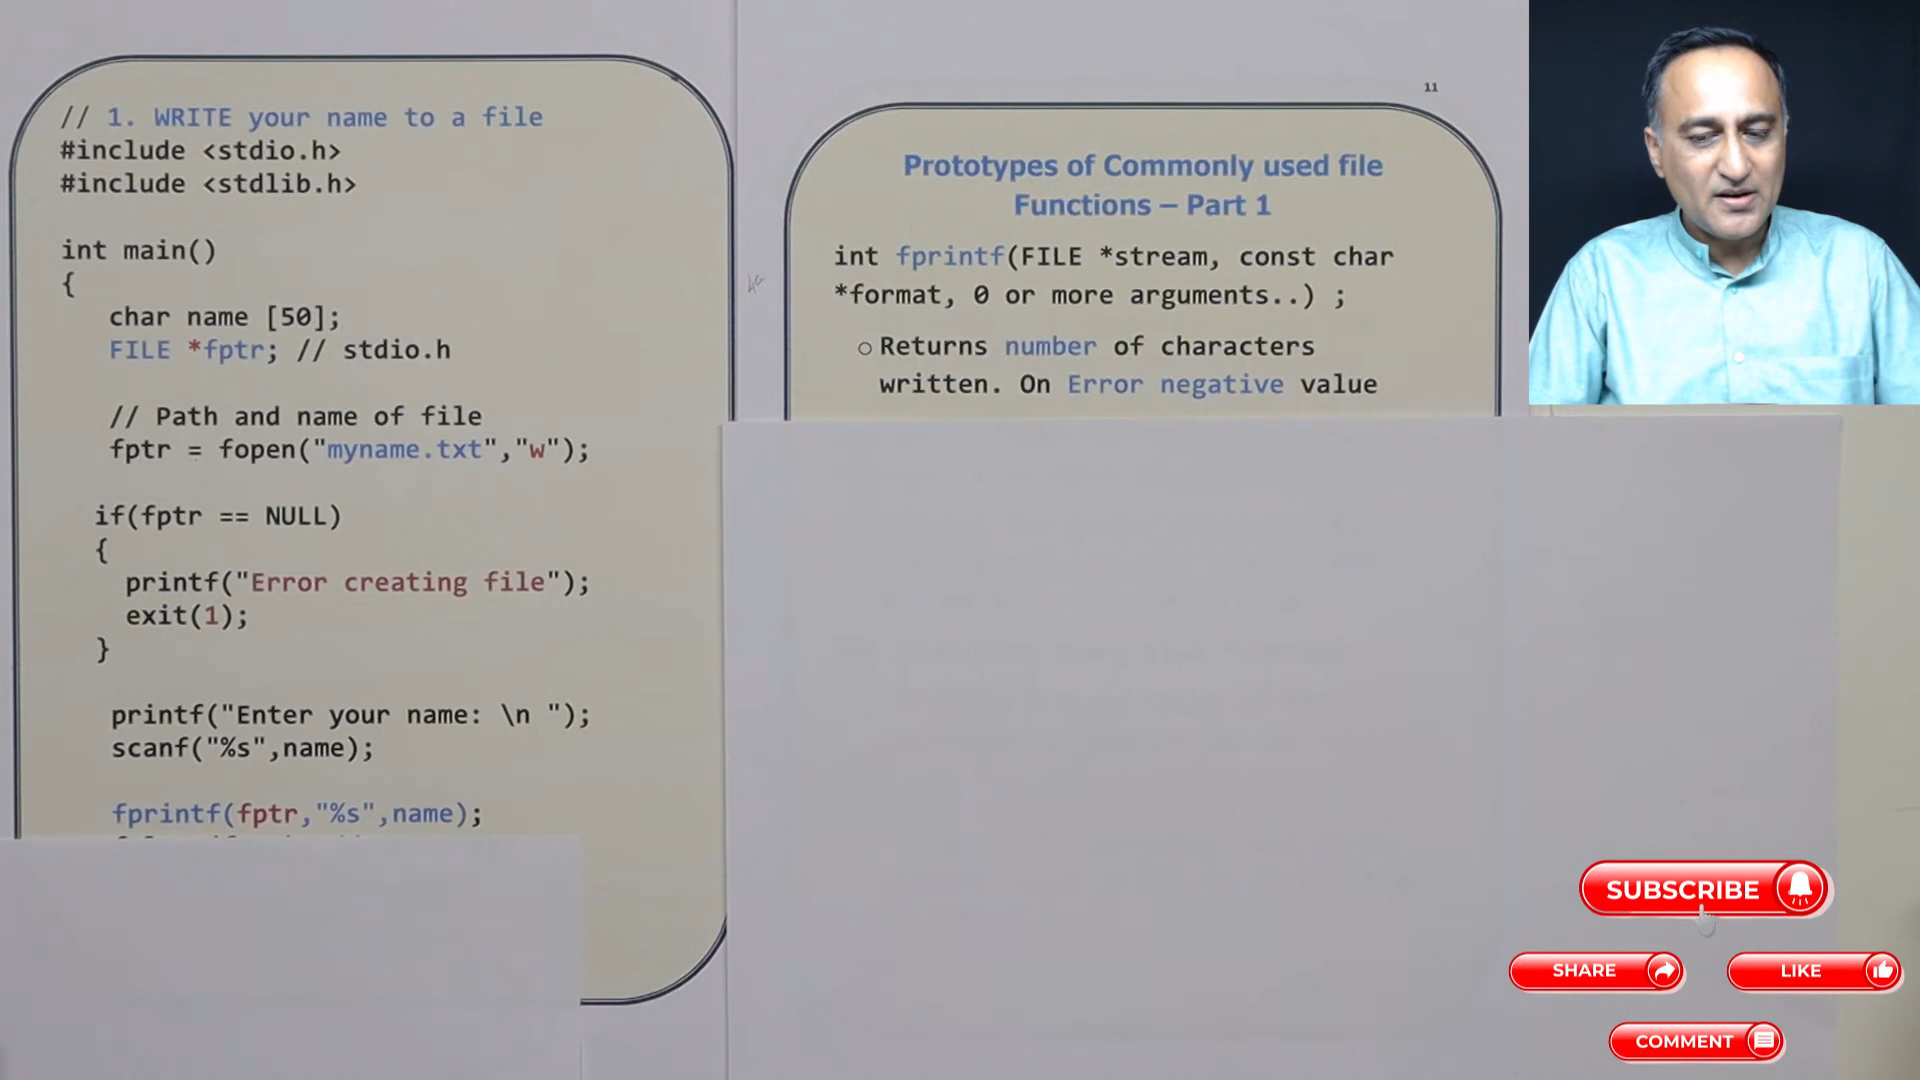 // 1. WRITE your name to a file
#include <stdio.h>
#include <stdlib.h>
int main()
{
char name [50];
FILE *fptr; // stdio.h
// Path and name of file
fptr = fopen("myname.txt","w");
if(fptr == NULL)
{
printf("Error creating file");
exit(1);
}
printf("Enter your name: \n ");
scanf("%s",name);
fprintf(fptr,"%s",name);
11
Prototypes of Commonly used file
Functions – Part 1
int fprintf(FILE *stream, const char
*format, 0 or more arguments..) ;
○ Returns number of characters
written. On Error negative value
SUBSCRIBE
SHARE
LIKE
COMMENT